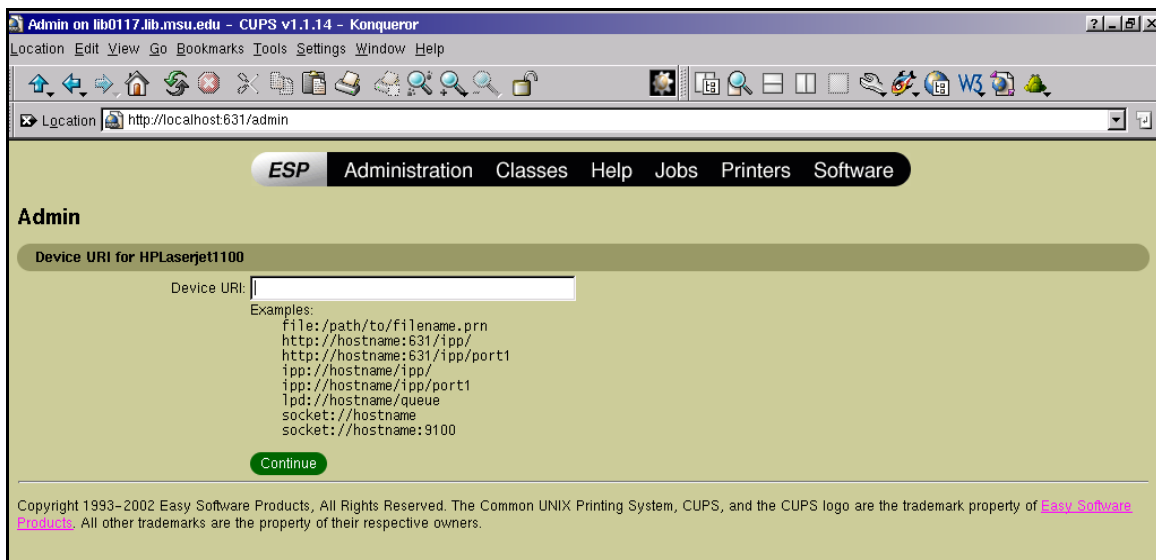 Admin on lib0117.lib.msu.edu – CUPS v1.1.14 – Konqueror
Location Edit View Go Bookmarks Tools Settings Window Help
Location http://localhost:631/admin
ESP Administration Classes Help Jobs Printers Software
Admin
Device URI for HPLaserjet1100
Device URI:
Examples:
file:/path/to/filename.prn
http://hostname:631/ipp/
http://hostname:631/ipp/port1
ipp://hostname/ipp/
ipp://hostname/ipp/port1
lpd://hostname/queue
socket://hostname
socket://hostname:9100
Continue
Copyright 1993–2002 Easy Software Products, All Rights Reserved. The Common UNIX Printing System, CUPS, and the CUPS logo are the trademark property of Easy Software
Products. All other trademarks are the property of their respective owners.